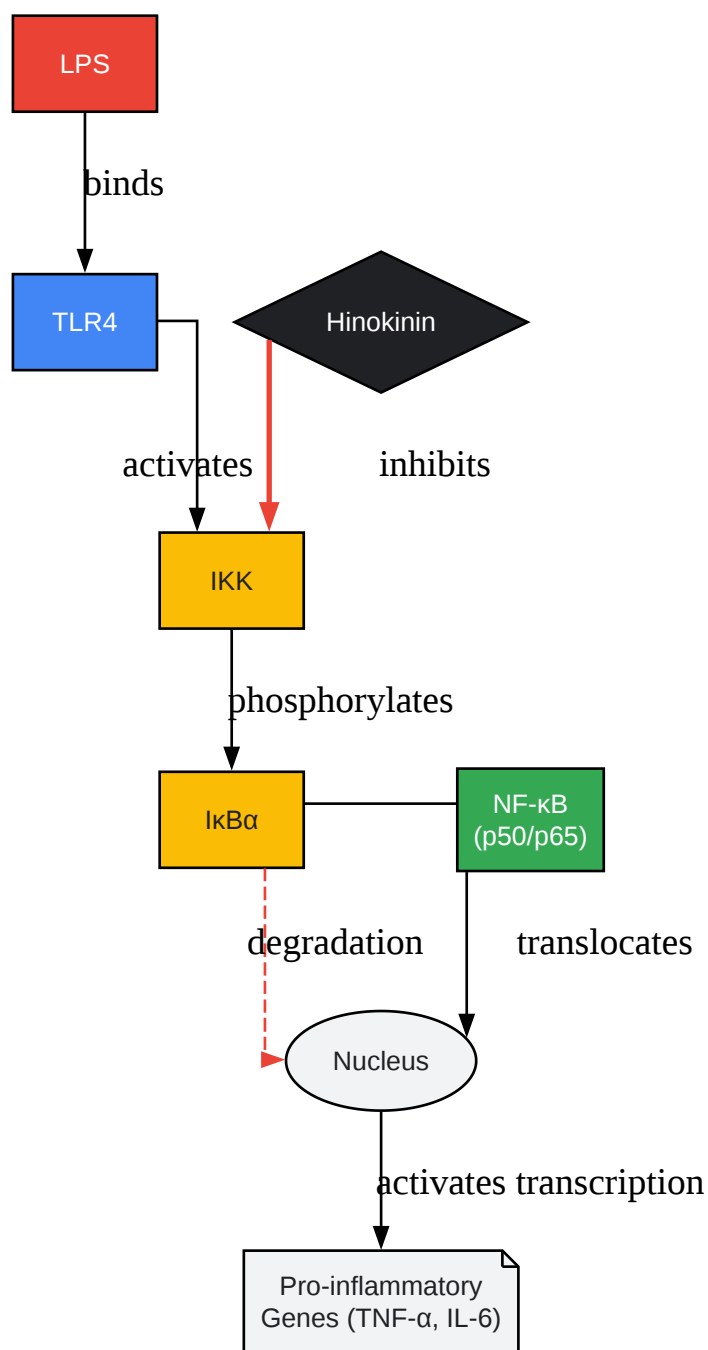 LPS
binds
TLR4
Hinokinin
activates
inhibits
IKK
phosphorylates
IκBα
NF-κB
(p50/p65)
degradation
translocates
Nucleus
activates transcription
Pro-inflammatory
Genes (TNF-α, IL-6)